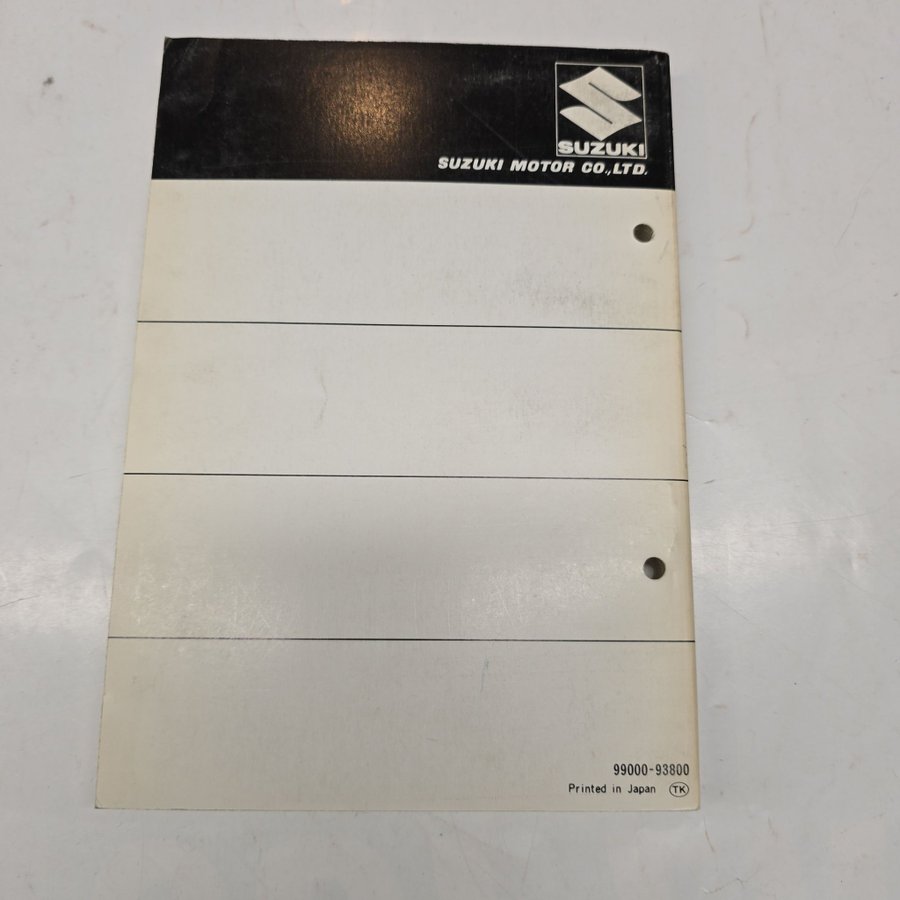 SUZUKI
SUZUKI MOTOR CO.,LTD.
99000-93800
Printed in Japan TK